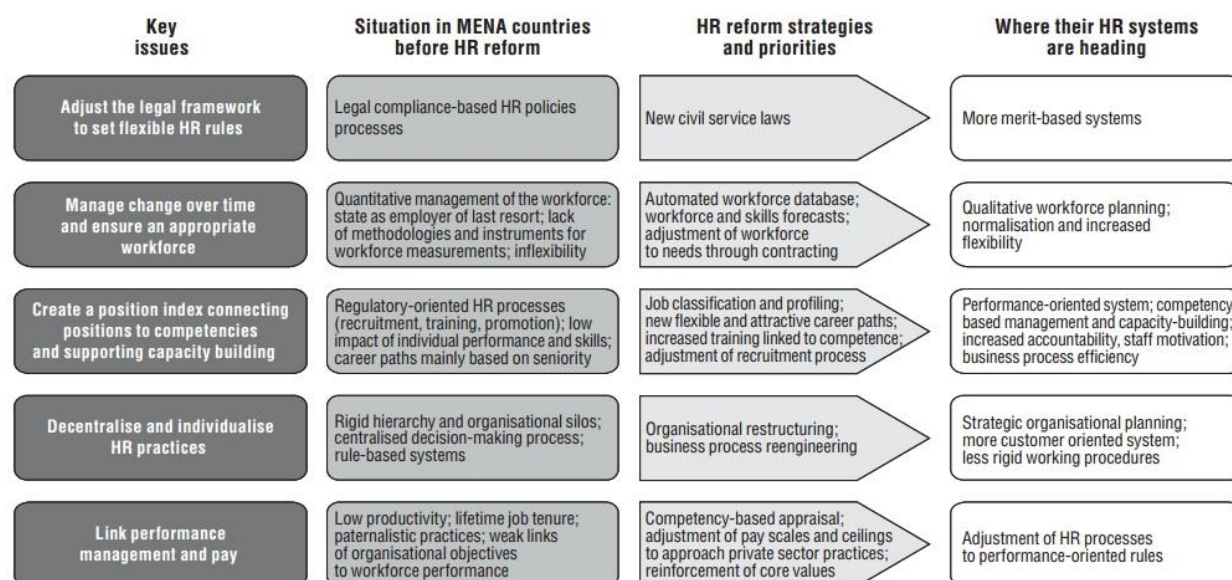 Key
issues
Situation in MENA countries
before HR reform
HR reform strategies
and priorities
Where their HR systems
are heading
Adjust the legal framework
to set flexible HR rules
Legal compliance-based HR policies
processes
New civil service laws
More merit-based systems
Manage change over time
and ensure an appropriate
workforce
Quantitative management of the workforce:
state as employer of last resort; lack
of methodologies and instruments for
workforce measurements; inflexibility
Automated workforce database;
workforce and skills forecasts;
adjustment of workforce
to needs through contracting
Qualitative workforce planning;
normalisation and increased
flexibility
Create a position index connecting
positions to competencies
and supporting capacity building
Regulatory-oriented HR processes
(recruitment, training, promotion); low
impact of individual performance and skills;
career paths mainly based on seniority
Job classification and profiling;
new flexible and attractive career paths;
increased training linked to competence;
adjustment of recruitment process
Performance-oriented system; competency
based management and capacity-building;
increased accountability, staff motivation;
business process efficiency
Decentralise and individualise
HR practices
Rigid hierarchy and organisational silos;
centralised decision-making process;
rule-based systems
Organisational restructuring;
business process reengineering
Strategic organisational planning;
more customer oriented system;
less rigid working procedures
Link performance
management and pay
Low productivity; lifetime job tenure;
paternalistic practices; weak links
of organisational objectives
to workforce performance
Competency-based appraisal;
adjustment of pay scales and ceilings
to approach private sector practices;
reinforcement of core values
Adjustment of HR processes
to performance-oriented rules